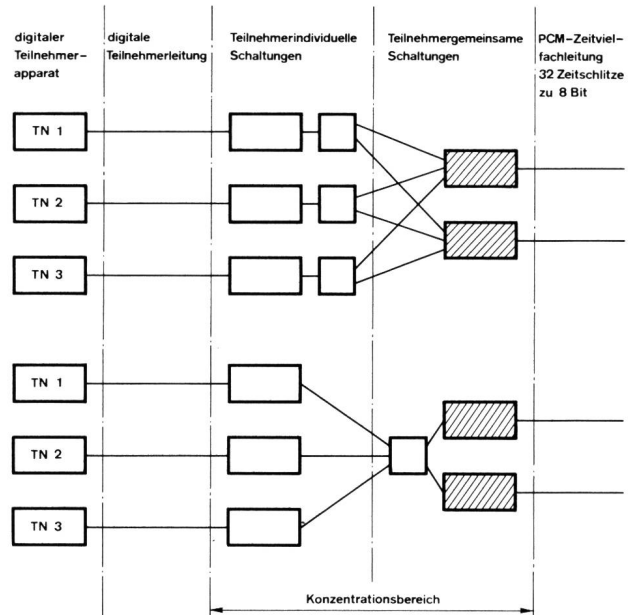 digitaler
Teilnehmer-
apparat
digitale
Teilnehmerleitung
Teilnehmerindividuelle
Schaltungen
Teilnehmergemeinsame
Schaltungen
PCM-Zeitviel-
fachleitung
32 Zeitschlitze
zu 8 Bit
TN 1
TN 2
TN 3
TN 1
TN 2
TN 3
Konzentrationsbereich